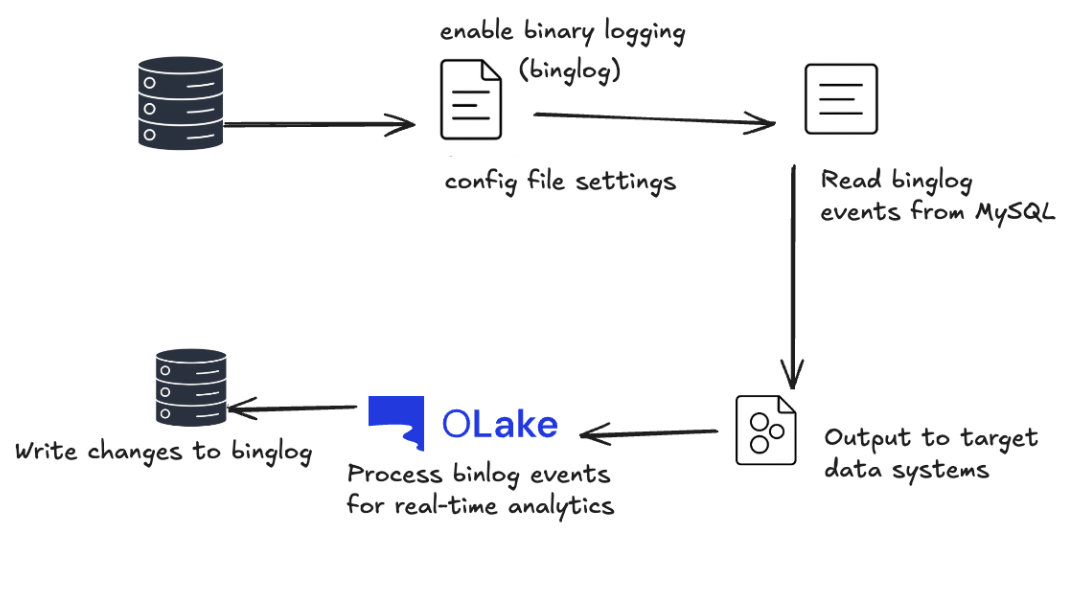 enable binary logging
(binglog)
config file settings
Read binglog
events from MySQL
Write changes to binglog
OLake
Process binlog events
for real-time analytics
Output to target
data systems